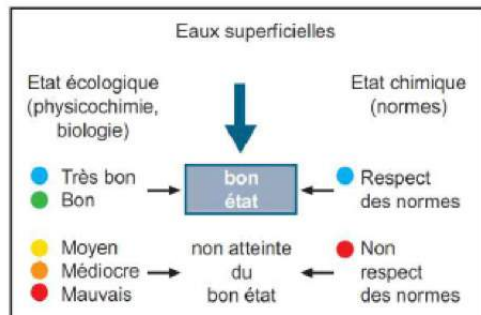 Eaux superficielles
Etat écologique
(physicochimie,
biologie)
Etat chimique
(normes)
Très bon
Bon
bon
état
Respect
des normes
Moyen
Médiocre
Mauvais
non atteinte
du
bon état
Non
respect
des normes